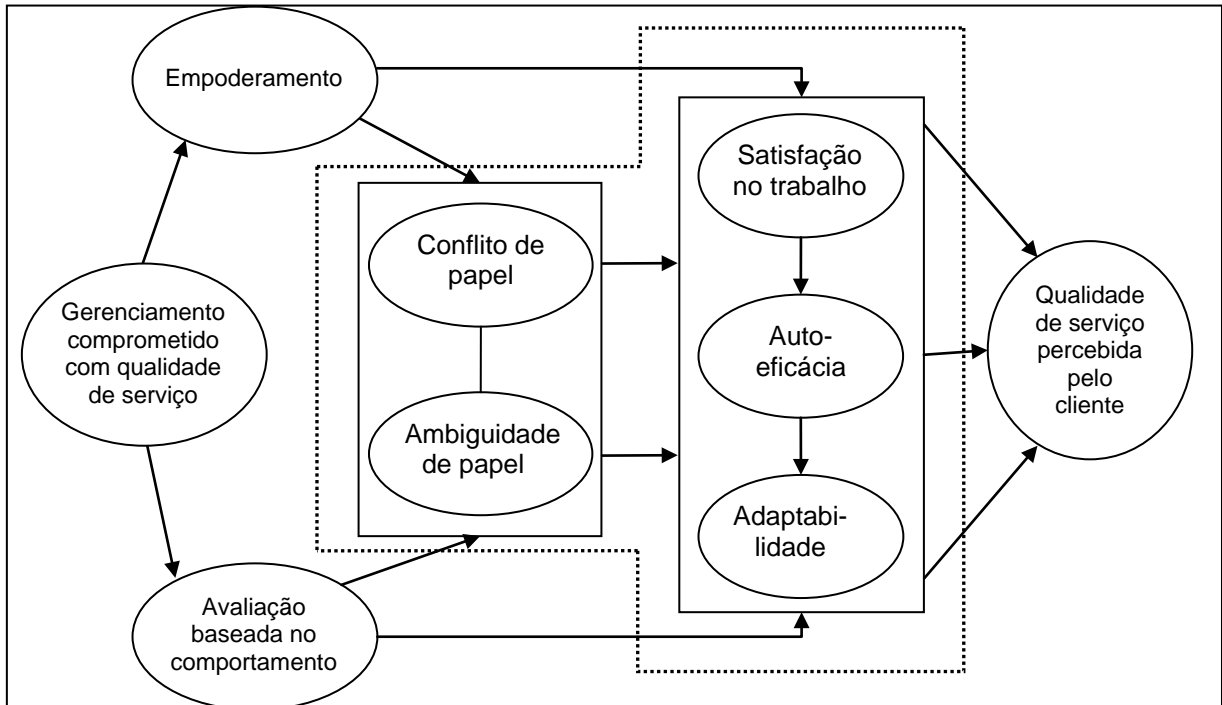 Empoderamento
Satisfação
no trabalho
Conflito de
papel
Gerenciamento
comprometido
com qualidade
de serviço
Auto-
eficácia
Qualidade
de serviço
percebida
pelo
cliente
Ambiguidade
de papel
Adaptabi-
lidade
Avaliação
baseada no
comportamento